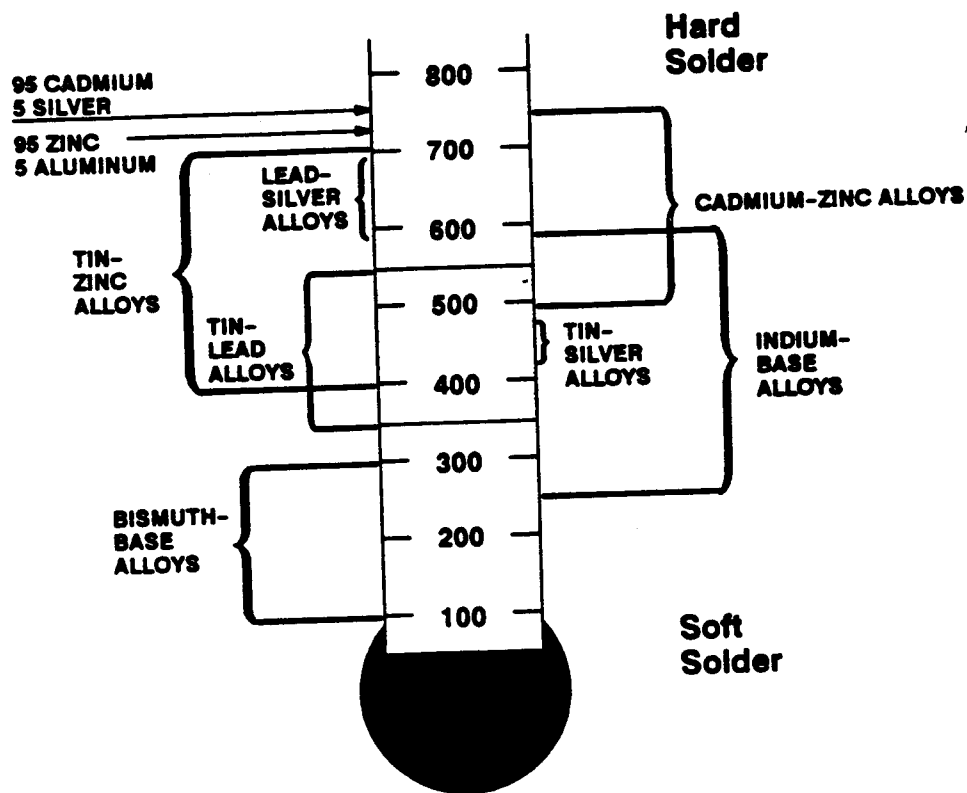 Hard
Solder
95 CADMIUM
5 SILVER
95 ZINC
5 ALUMINUM
800
700
600
500
400
300
200
100
LEAD-
SILVER
ALLOYS
CADMIUM-ZINC ALLOYS
TIN-
ZINC
ALLOYS
TIN-
LEAD
ALLOYS
TIN-
SILVER
ALLOYS
INDIUM-
BASE
ALLOYS
BISMUTH-
BASE
ALLOYS
Soft
Solder